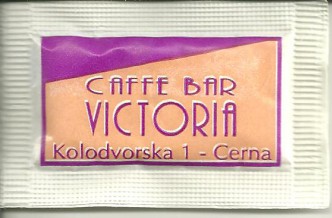 CAFFE BAR
VICTORIA
Kolodvorska 1 - Cerna